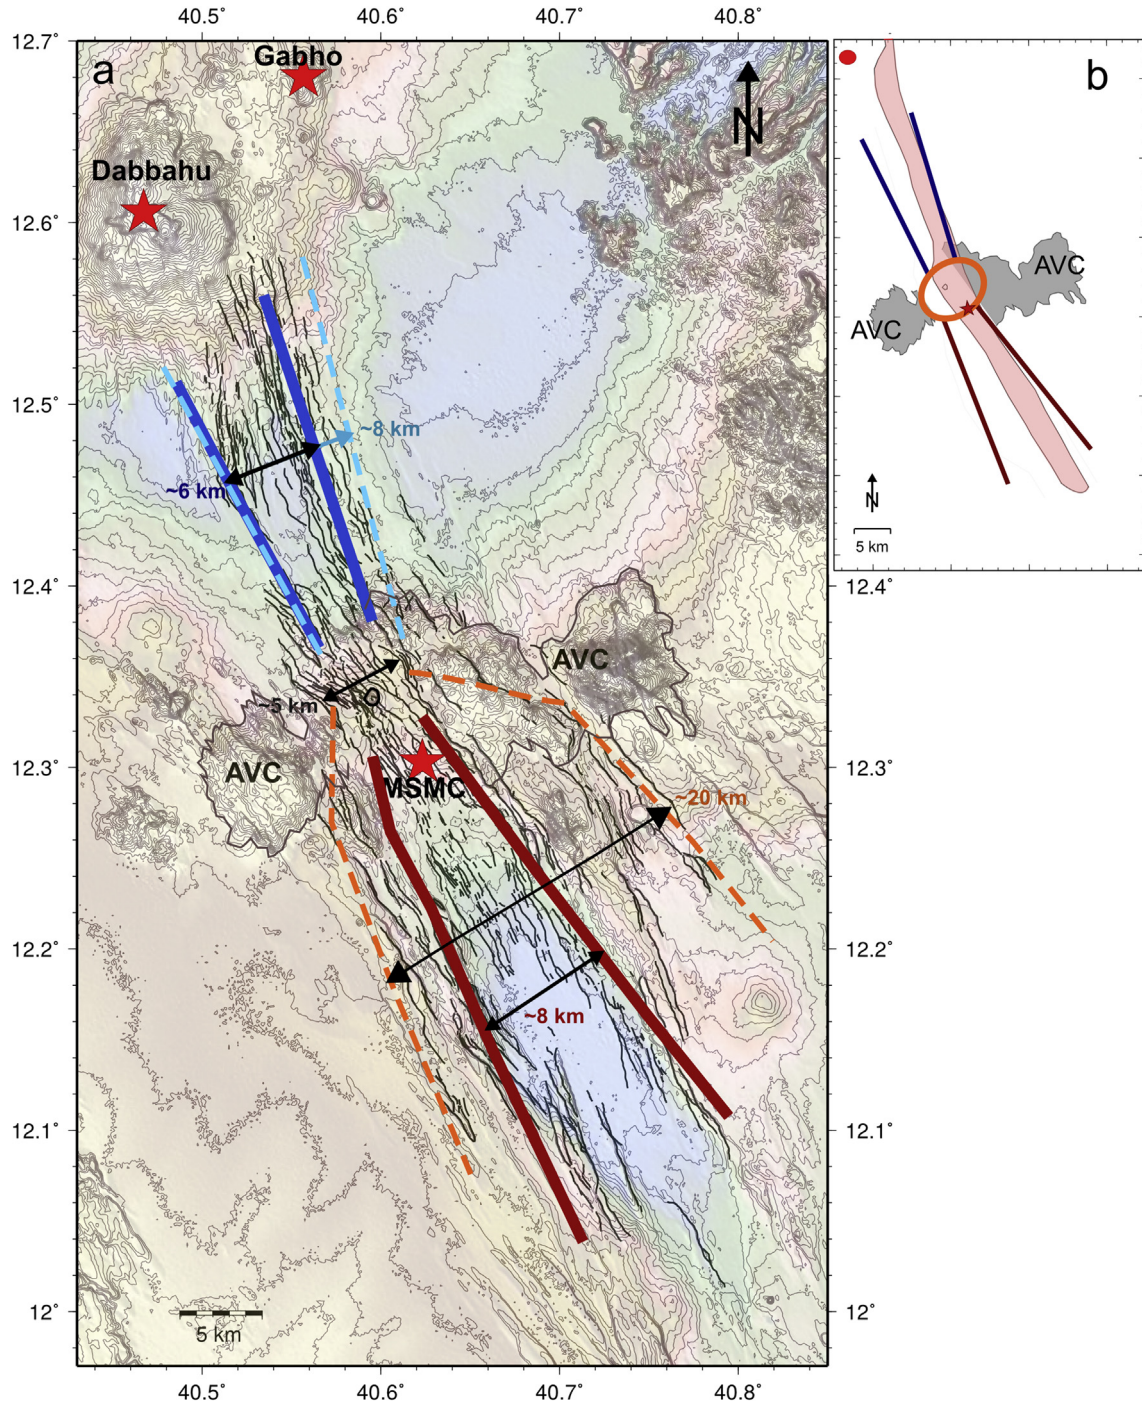 40.5˚ 40.6˚ 40.7˚ 40.8˚
12.7˚
a
Gabho
N
b
Dabbahu
12.6˚
AVC
AVC
12.5˚
~8 km
~6 km
N
5 km
12.4˚ 12.4˚
AVC
~5 km
12.3˚ 12.3˚
AVC
MSMC
~20 km
12.2˚ 12.2˚
~8 km
12.1˚ 12.1˚
12˚ 12˚
5 km
40.5˚ 40.6˚ 40.7˚ 40.8˚